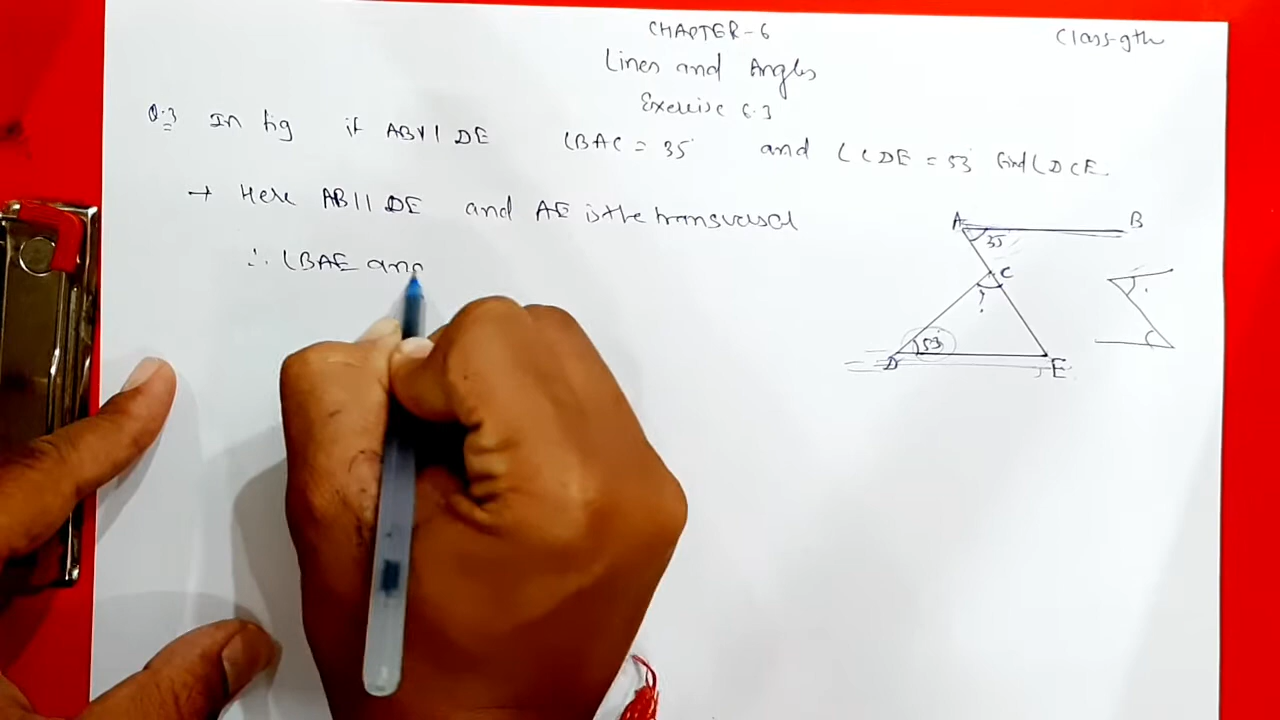 CHAPTER-6
Class-9th
Lines and Angles
Exercise 6.3
Q.3 In fig if AB || DE ∠BAC = 35° and ∠CDE = 53° find ∠DCE.
→ Here AB || DE and AE is the transversal
∴ ∠BAE and
A B
35
C
?
53°
D E